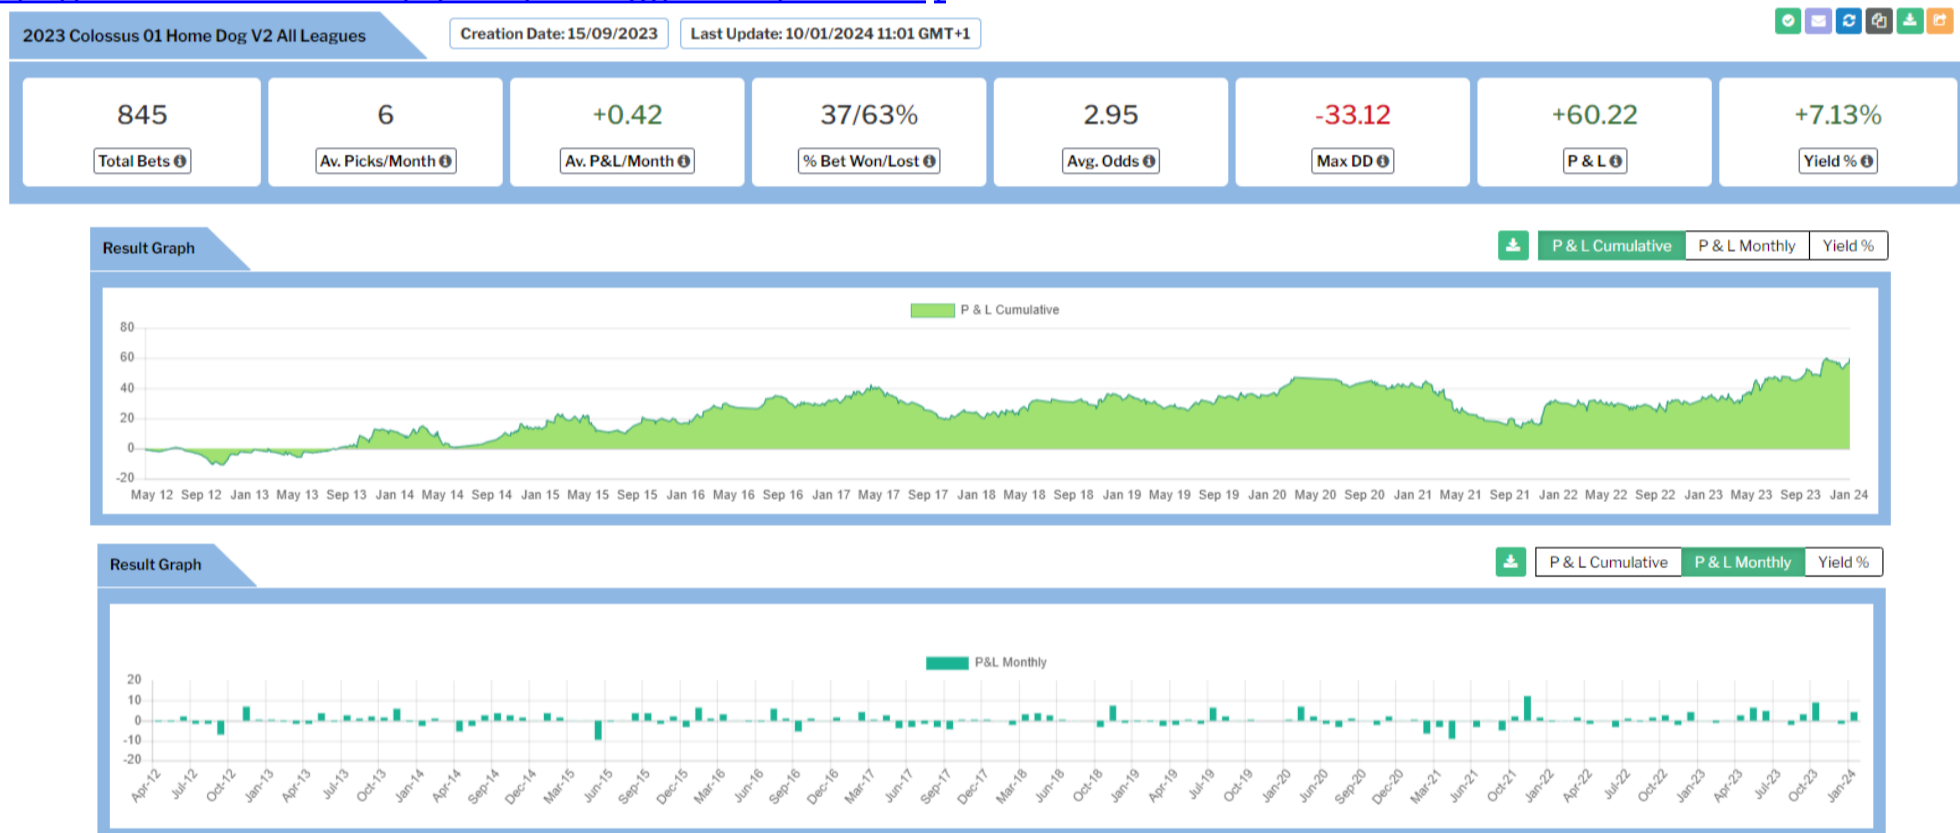 2023 Colossus 01 Home Dog V2 All Leagues
Creation Date: 15/09/2023
Last Update: 10/01/2024 11:01 GMT+1
845 6 +0.42 37/63% 2.95 -33.12 +60.22 +7.13%
Total Bets Av. Picks/Month Av. P&L/Month % Bet Won/Lost Avg. Odds Max DD P & L Yield %
Result Graph
P & L Cumulative P & L Monthly Yield %
P & L Cumulative
80
60
40
20
0
-20
May 12 Sep 12 Jan 13 May 13 Sep 13 Jan 14 May 14 Sep 14 Jan 15 May 15 Sep 15 Jan 16 May 16 Sep 16 Jan 17 May 17 Sep 17 Jan 18 May 18 Sep 18 Jan 19 May 19 Sep 19 Jan 20 May 20 Sep 20 Jan 21 May 21 Sep 21 Jan 22 May 22 Sep 22 Jan 23 May 23 Sep 23 Jan 24
Result Graph
P & L Cumulative P & L Monthly Yield %
P&L Monthly
20
10
0
-10
-20
Apr-12 Jul-12 Oct-12 Jan-13 Apr-13 Jul-13 Oct-13 Jan-14 Apr-14 Sep-14 Dec-14 Mar-15 Jun-15 Sep-15 Dec-15 Mar-16 Jun-16 Sep-16 Dec-16 Mar-17 Jun-17 Sep-17 Dec-17 Mar-18 Jun-18 Oct-18 Jan-19 Apr-19 Jul-19 Oct-19 Jan-20 Jun-20 Sep-20 Dec-20 Mar-21 Jun-21 Oct-21 Jan-22 Apr-22 Jul-22 Oct-22 Jan-23 Apr-23 Jul-23 Oct-23 Jan-24